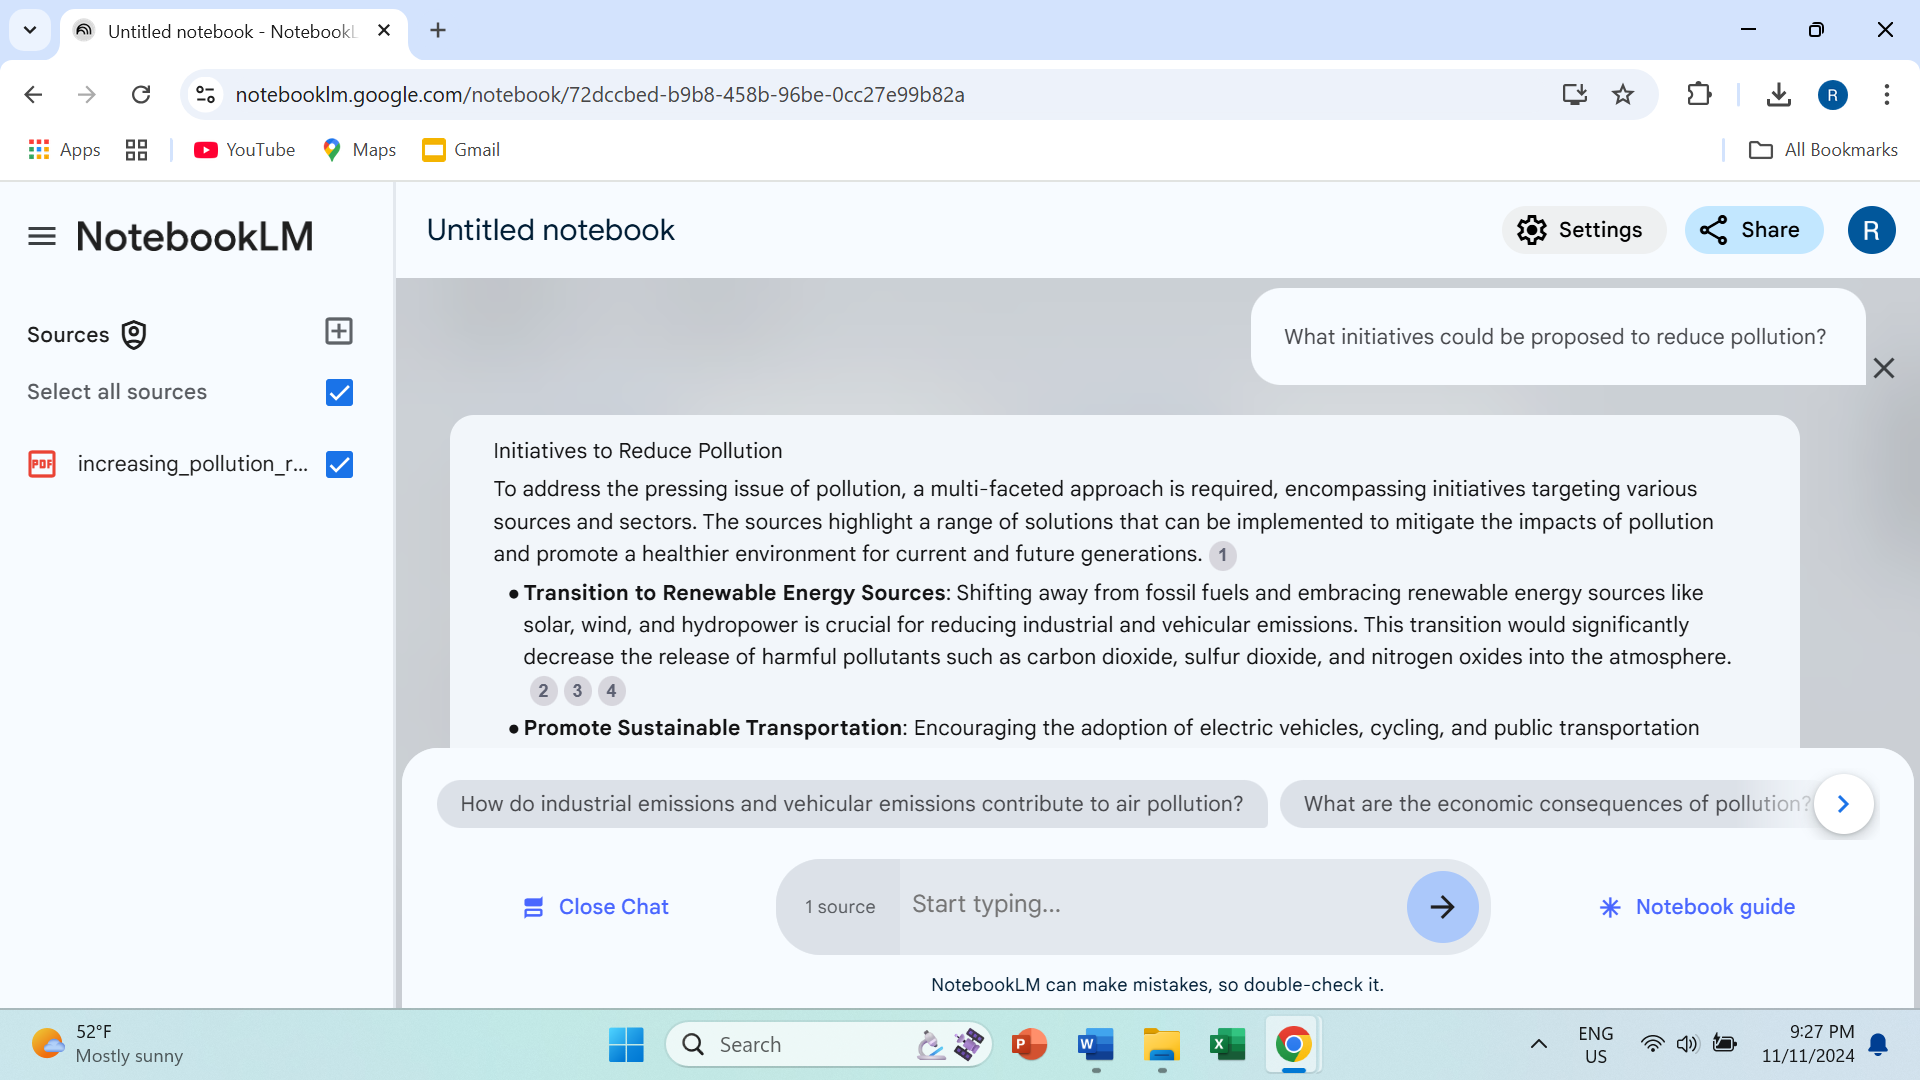 Untitled notebook - Notebook
notebooklm.google.com/notebook/72dccbed-b9b8-458b-96be-0cc27e99b82a
R
Apps
YouTube
Maps
Gmail
All Bookmarks
NotebookLM
Untitled notebook
Settings
Share
R
Sources
Select all sources
PDF
increasing_pollution_r...
What initiatives could be proposed to reduce pollution?
Initiatives to Reduce Pollution
To address the pressing issue of pollution, a multi-faceted approach is required, encompassing initiatives targeting various
sources and sectors. The sources highlight a range of solutions that can be implemented to mitigate the impacts of pollution
and promote a healthier environment for current and future generations. 1
• Transition to Renewable Energy Sources: Shifting away from fossil fuels and embracing renewable energy sources like
solar, wind, and hydropower is crucial for reducing industrial and vehicular emissions. This transition would significantly
decrease the release of harmful pollutants such as carbon dioxide, sulfur dioxide, and nitrogen oxides into the atmosphere.
2 3 4
• Promote Sustainable Transportation: Encouraging the adoption of electric vehicles, cycling, and public transportation
How do industrial emissions and vehicular emissions contribute to air pollution?
What are the economic consequences of pollution?
Close Chat
1 source
Start typing...
Notebook guide
NotebookLM can make mistakes, so double-check it.
52°F
Mostly sunny
Search
P
W
X
ENG
US
9:27 PM
11/11/2024